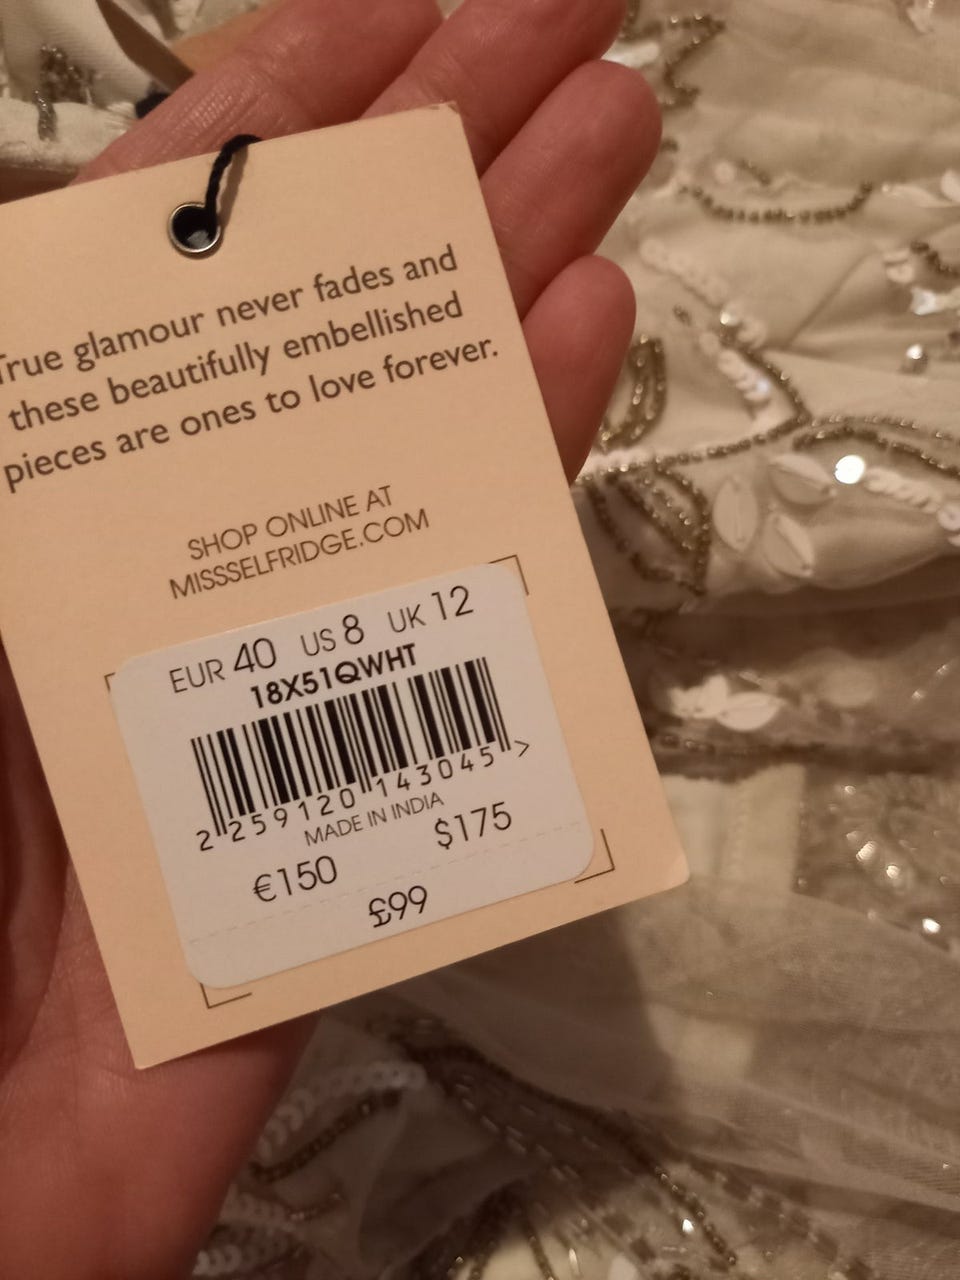 True glamour never fades and
these beautifully embellished
pieces are ones to love forever.
SHOP ONLINE AT
MISSSELFRIDGE.COM
EUR 40 US 8 UK 12
18X51QWHT
2 259120 143045 >
MADE IN INDIA
€150 $175
£99